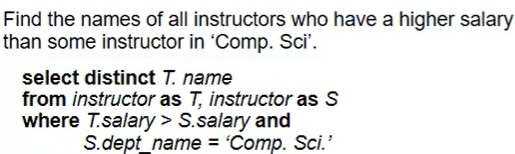 Find the names of all instructors who have a higher salary
than some instructor in ‘Comp. Sci’.
select distinct T. name
from instructor as T, instructor as S
where T.salary > S.salary and
S.dept_name = ‘Comp. Sci.’